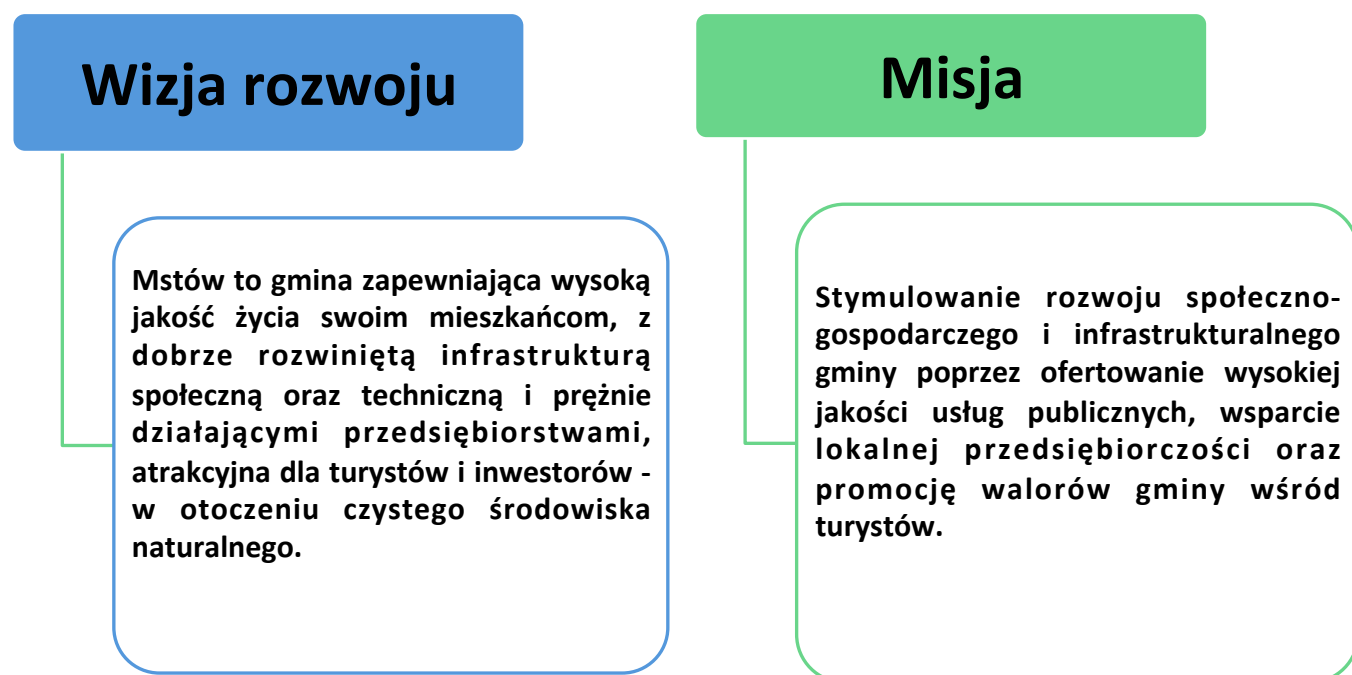 Wizja rozwoju
Mstów to gmina zapewniająca wysoką
jakość życia swoim mieszkańcom, z
dobrze rozwiniętą infrastrukturą
społeczną oraz techniczną i prężnie
działającymi przedsiębiorstwami,
atrakcyjna dla turystów i inwestorów -
w otoczeniu czystego środowiska
naturalnego.
Misja
Stymulowanie rozwoju społeczno-
gospodarczego i infrastrukturalnego
gminy poprzez ofertowanie wysokiej
jakości usług publicznych, wsparcie
lokalnej przedsiębiorczości oraz
promocję walorów gminy wśród
turystów.